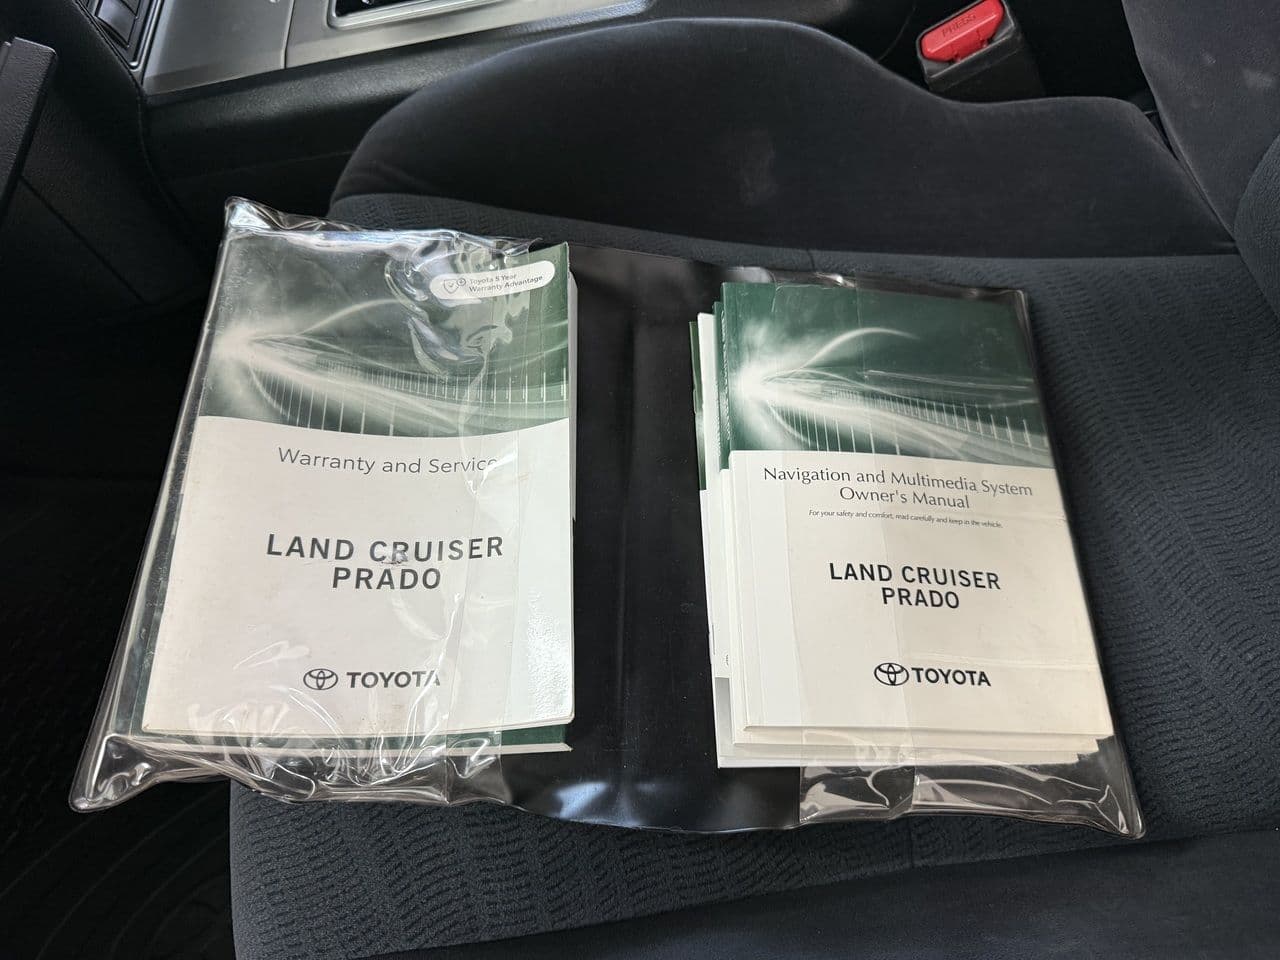 PRESS
Toyota 5 Year
Warranty Advantage
Warranty and Service
LAND CRUISER
PRADO
TOYOTA
Navigation and Multimedia System
Owner's Manual
For your safety and comfort, read carefully and keep in the vehicle.
LAND CRUISER
PRADO
TOYOTA